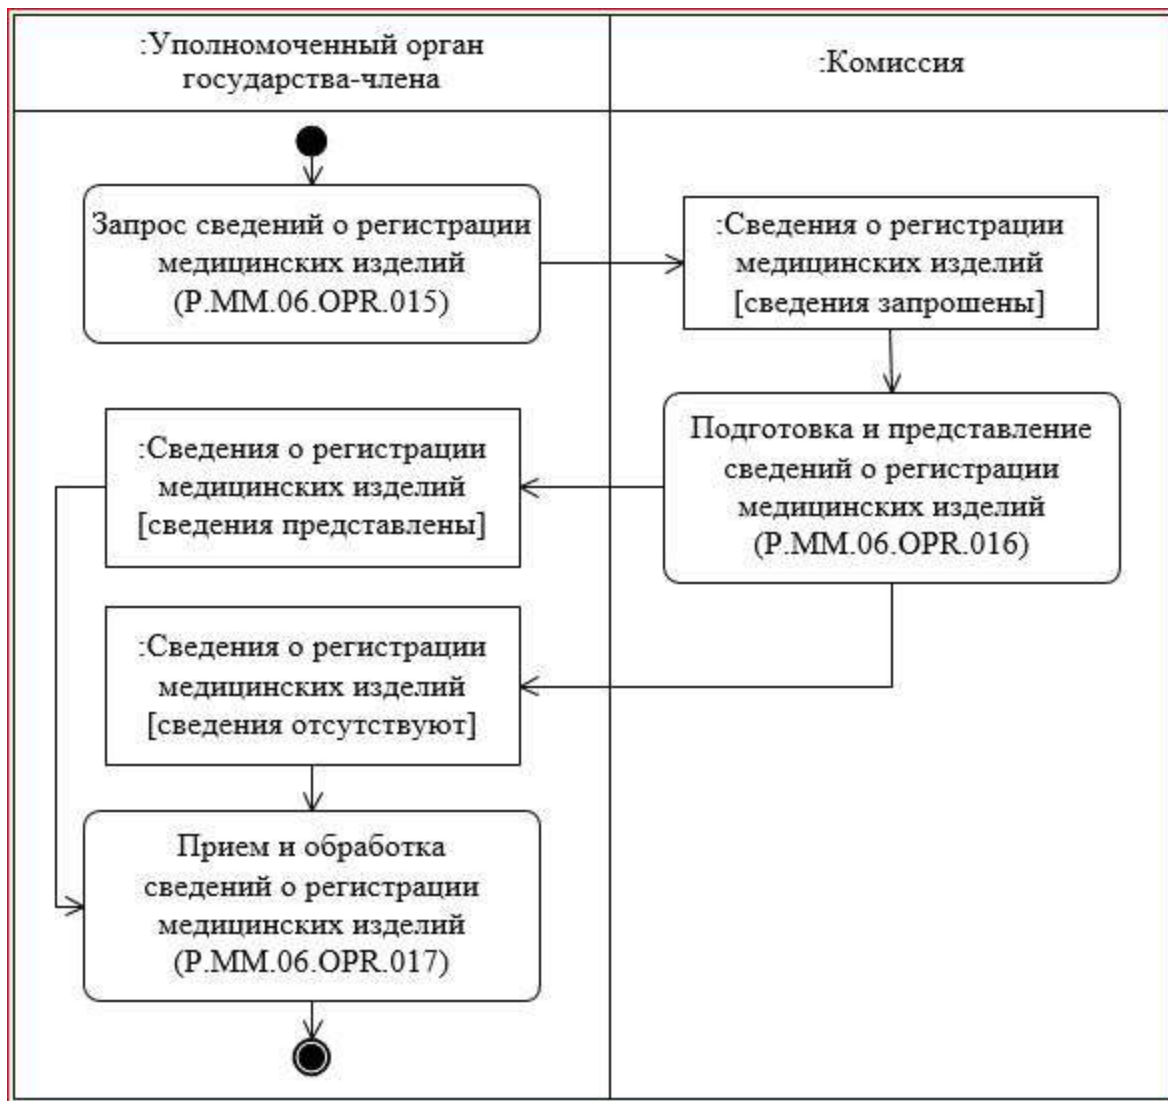 :Уполномоченный орган
государства-члена
:Комиссия
Запрос сведений о регистрации
медицинских изделий
(P.MM.06.OPR.015)
:Сведения о регистрации
медицинских изделий
[сведения запрошены]
Подготовка и представление
сведений о регистрации
медицинских изделий
(P.MM.06.OPR.016)
:Сведения о регистрации
медицинских изделий
[сведения представлены]
:Сведения о регистрации
медицинских изделий
[сведения отсутствуют]
Прием и обработка
сведений о регистрации
медицинских изделий
(P.MM.06.OPR.017)